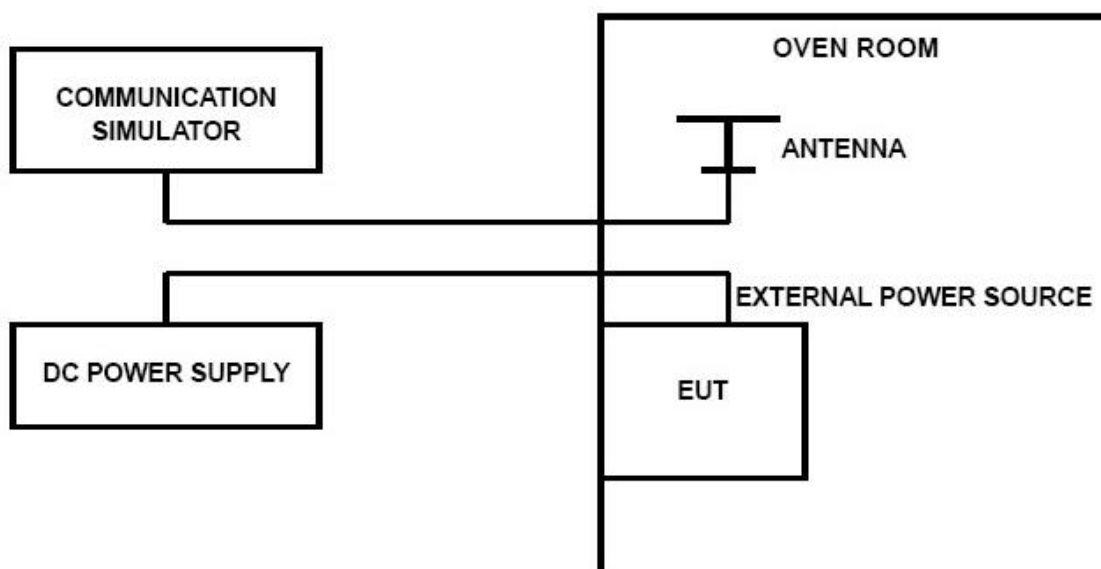 OVEN ROOM
COMMUNICATION
SIMULATOR
ANTENNA
EXTERNAL POWER SOURCE
DC POWER SUPPLY
EUT